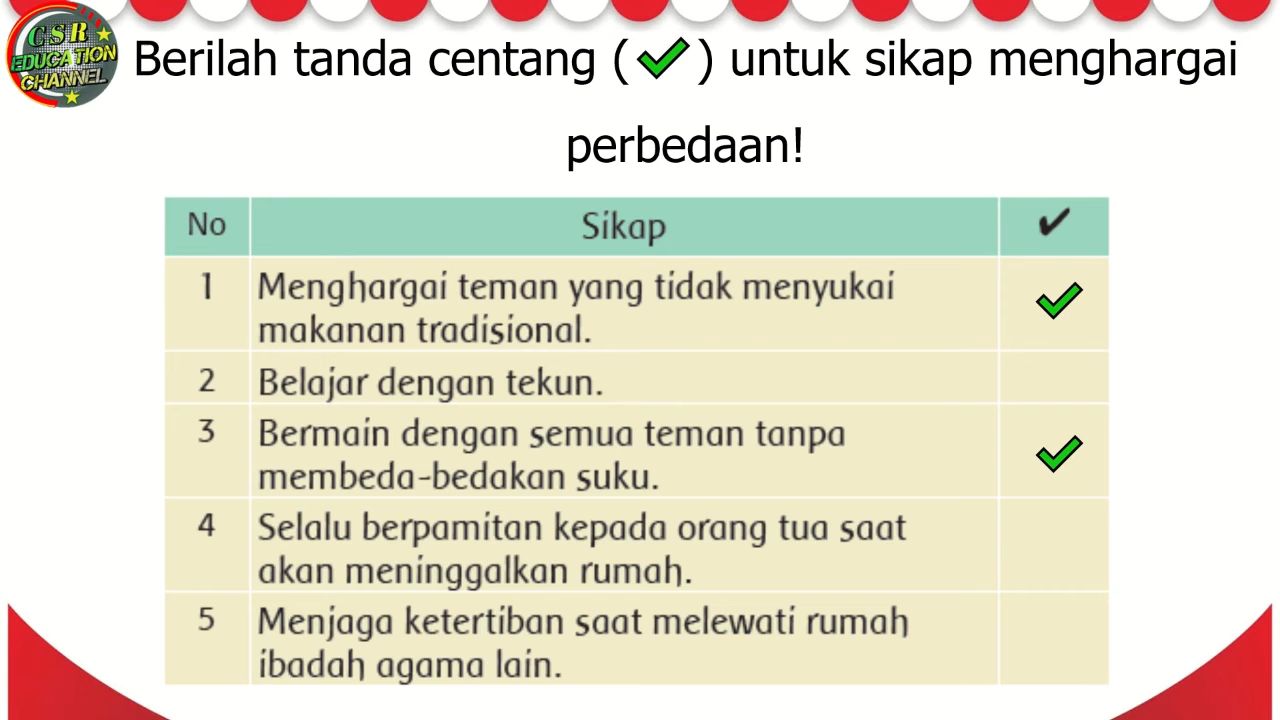 CSR
EDUCATION
CHANNEL
Berilah tanda centang ( ✔ ) untuk sikap menghargai
perbedaan!
No Sikap ✔
1 Menghargai teman yang tidak menyukai ✔
makanan tradisional.
2 Belajar dengan tekun.
3 Bermain dengan semua teman tanpa ✔
membeda-bedakan suku.
4 Selalu berpamitan kepada orang tua saat
akan meninggalkan rumah.
5 Menjaga ketertiban saat melewati rumah
ibadah agama lain.